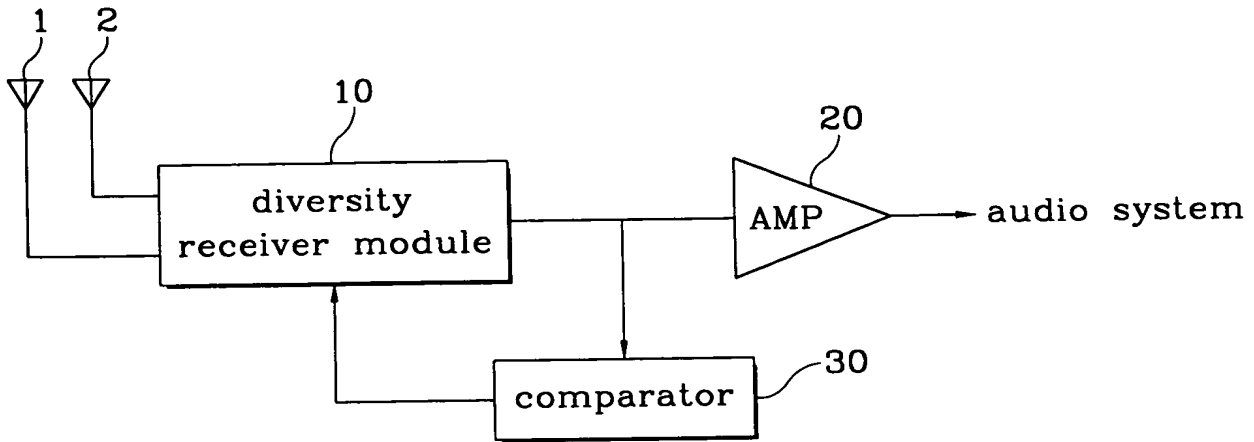 1
2
10
diversity
receiver module
20
AMP
audio system
comparator
30